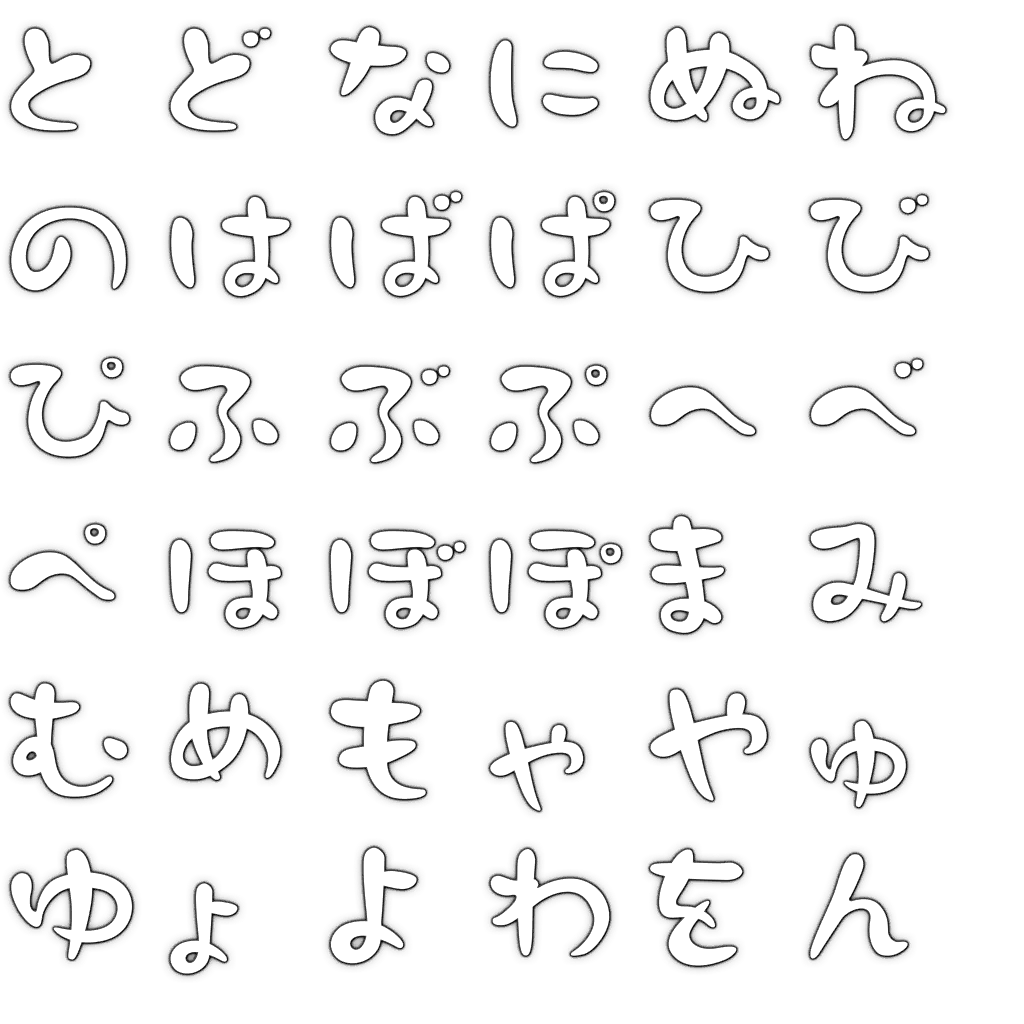 とどなにぬね
のはばぱひび
ぴふぶぷへべ
ぺほぼぽまみ
むめもゃやゅ
ゆょよわをん